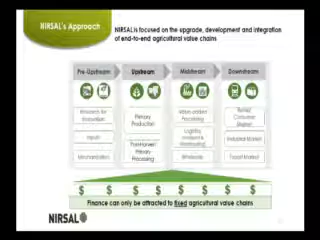 NIRSAL's Approach
NIRSAL is focused on the upgrade, development and integration
of end-to-end agricultural value chains
Pre-Upstream
Upstream
Midstream
Downstream
Primary
Production
Post-Harvest
Primary
Processing
Inputs
Mechanization
Processing
Logistics
Wholesale
Market
Industrial Market
Export Market
$ $ $ $ $ $ $ $ $
Finance can only be attracted to fixed agricultural value chains
NIRSAL